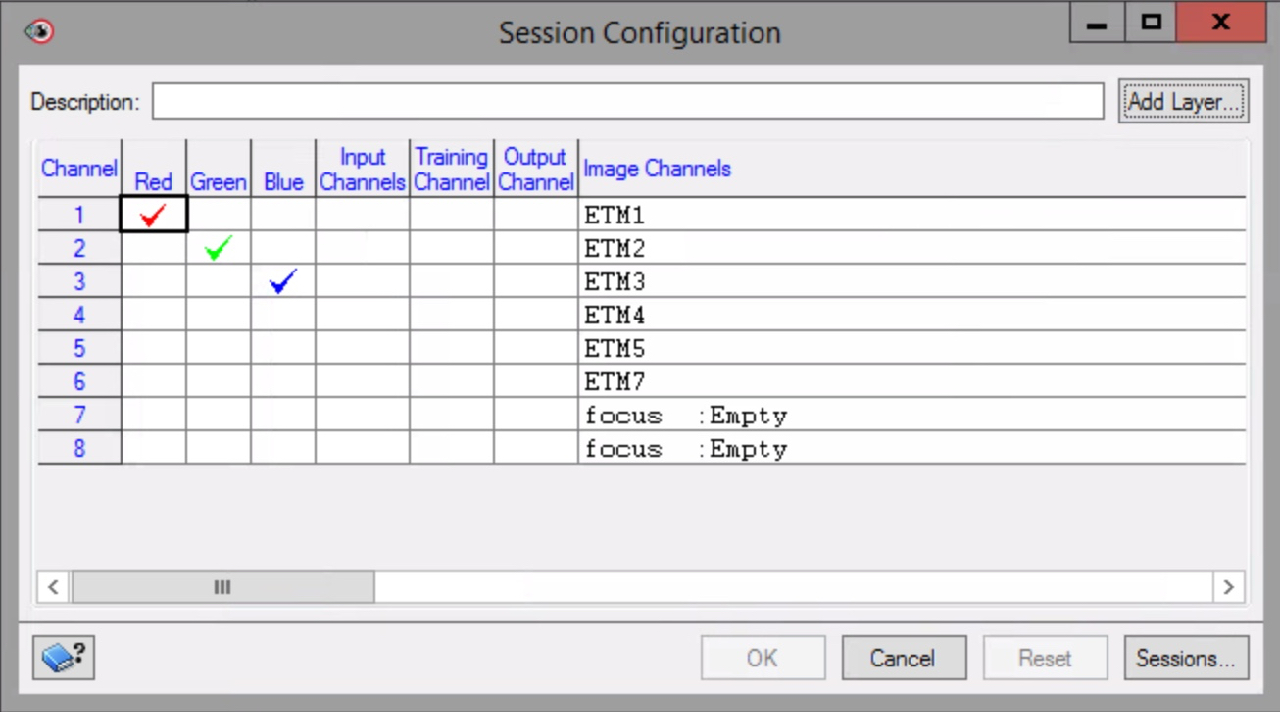 Session Configuration
Description:
Add Layer...
Channel Red Green Blue Input Channels Training Channel Output Channel Image Channels
1 ETM1
2 ETM2
3 ETM3
4 ETM4
5 ETM5
6 ETM7
7 focus :Empty
8 focus :Empty
OK Cancel Reset Sessions...